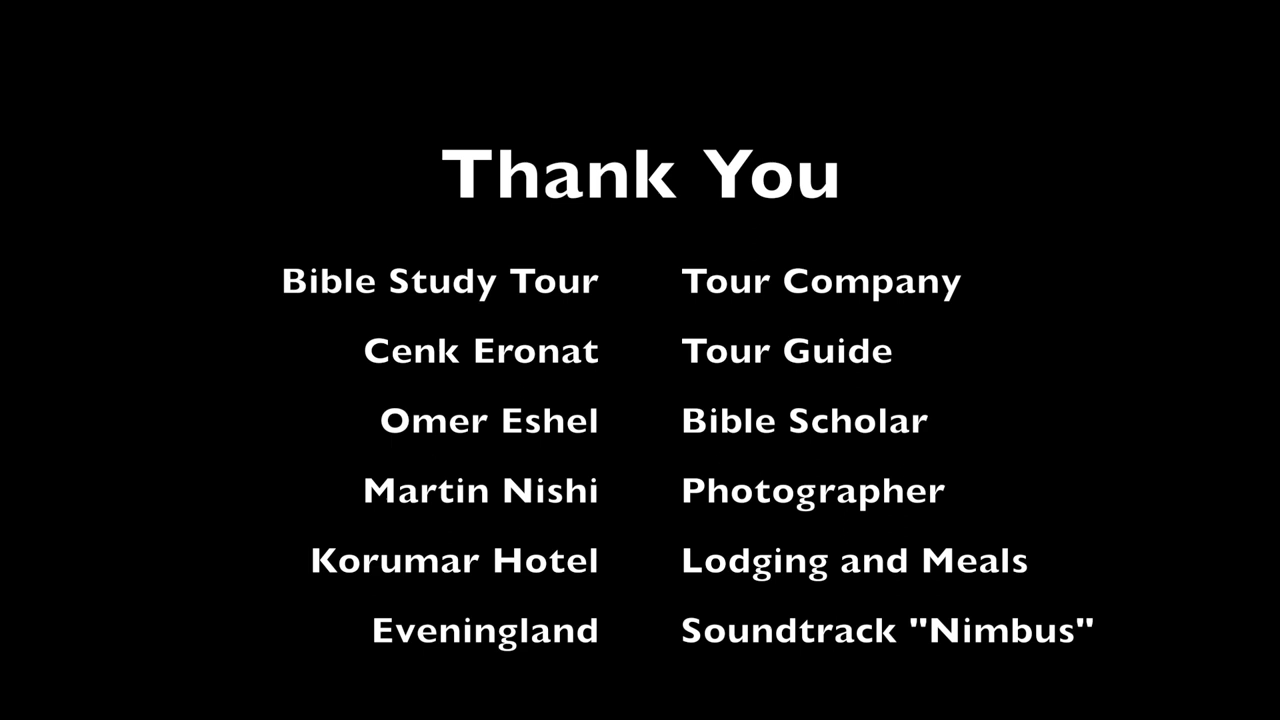 Thank You
Bible Study Tour Tour Company
Cenk Eronat Tour Guide
Omer Eshel Bible Scholar
Martin Nishi Photographer
Korumar Hotel Lodging and Meals
Eveningland Soundtrack "Nimbus"